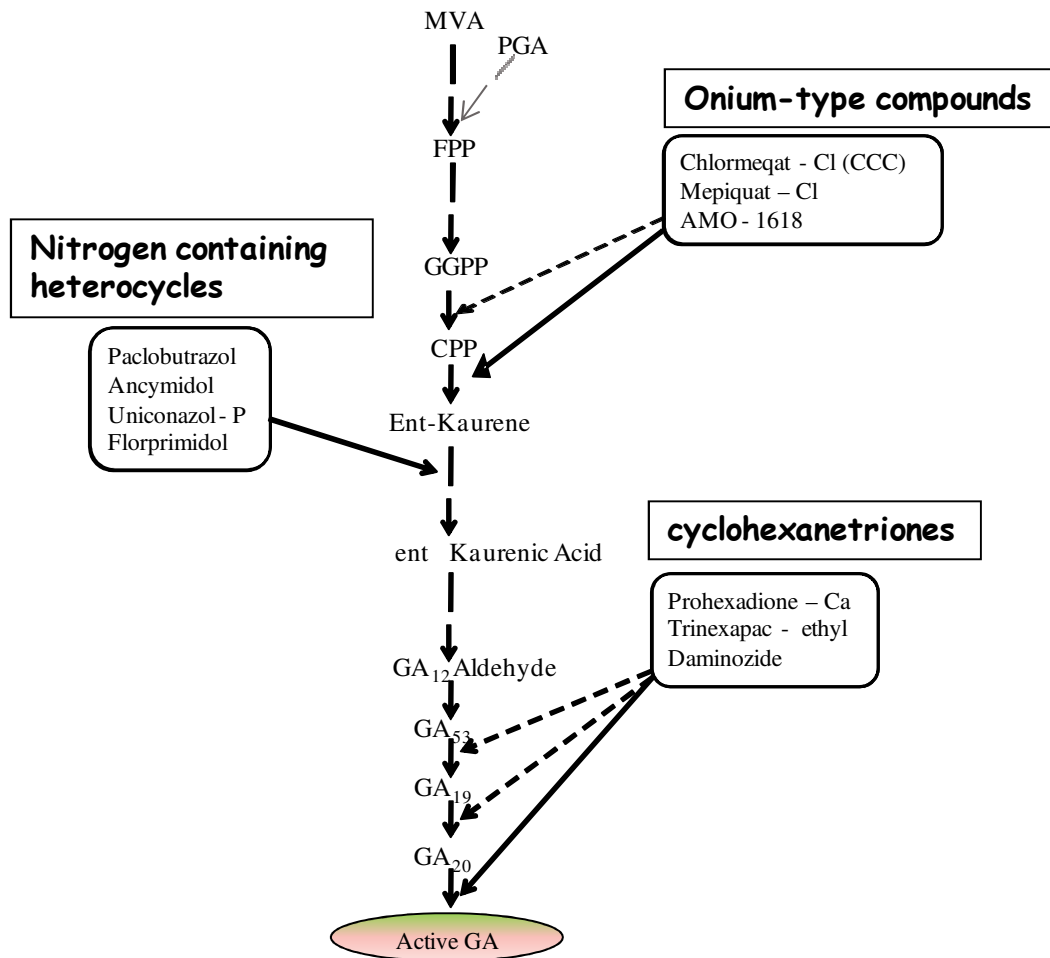 MVA
PGA
Onium-type compounds
FPP
Chlormeqat - Cl (CCC)
Mepiquat – Cl
AMO - 1618
Nitrogen containing
heterocycles
GGPP
CPP
Paclobutrazol
Ancymidol
Uniconazol - P
Florprimidol
Ent-Kaurene
cyclohexanetriones
ent Kaurenic Acid
Prohexadione – Ca
Trinexapac - ethyl
Daminozide
GA12 Aldehyde
GA53
GA19
GA20
Active GA